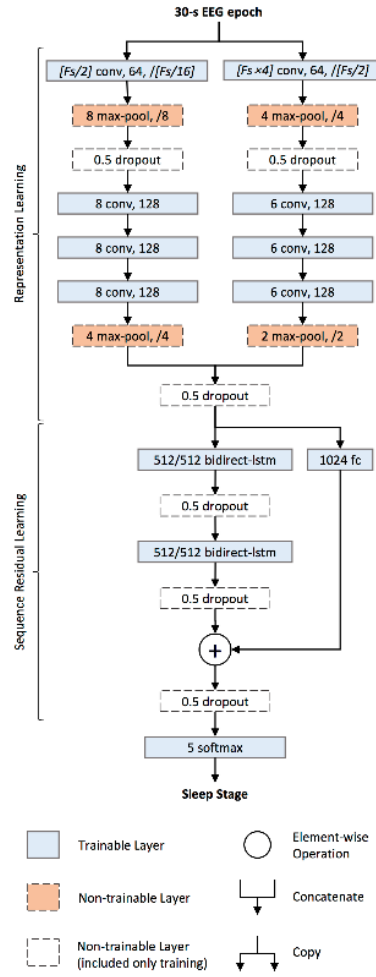 30-s EEG epoch
[Fs/2] conv, 64, /[Fs/16]
[Fs×4] conv, 64, /[Fs/2]
8 max-pool, /8
4 max-pool, /4
0.5 dropout
0.5 dropout
8 conv, 128
6 conv, 128
8 conv, 128
6 conv, 128
8 conv, 128
6 conv, 128
4 max-pool, /4
2 max-pool, /2
Representation Learning
0.5 dropout
512/512 bidirect-lstm
1024 fc
0.5 dropout
512/512 bidirect-lstm
0.5 dropout
+
0.5 dropout
Sequence Residual Learning
5 softmax
Sleep Stage
Trainable Layer
Element-wise
Operation
Non-trainable Layer
Concatenate
Non-trainable Layer
(included only training)
Copy